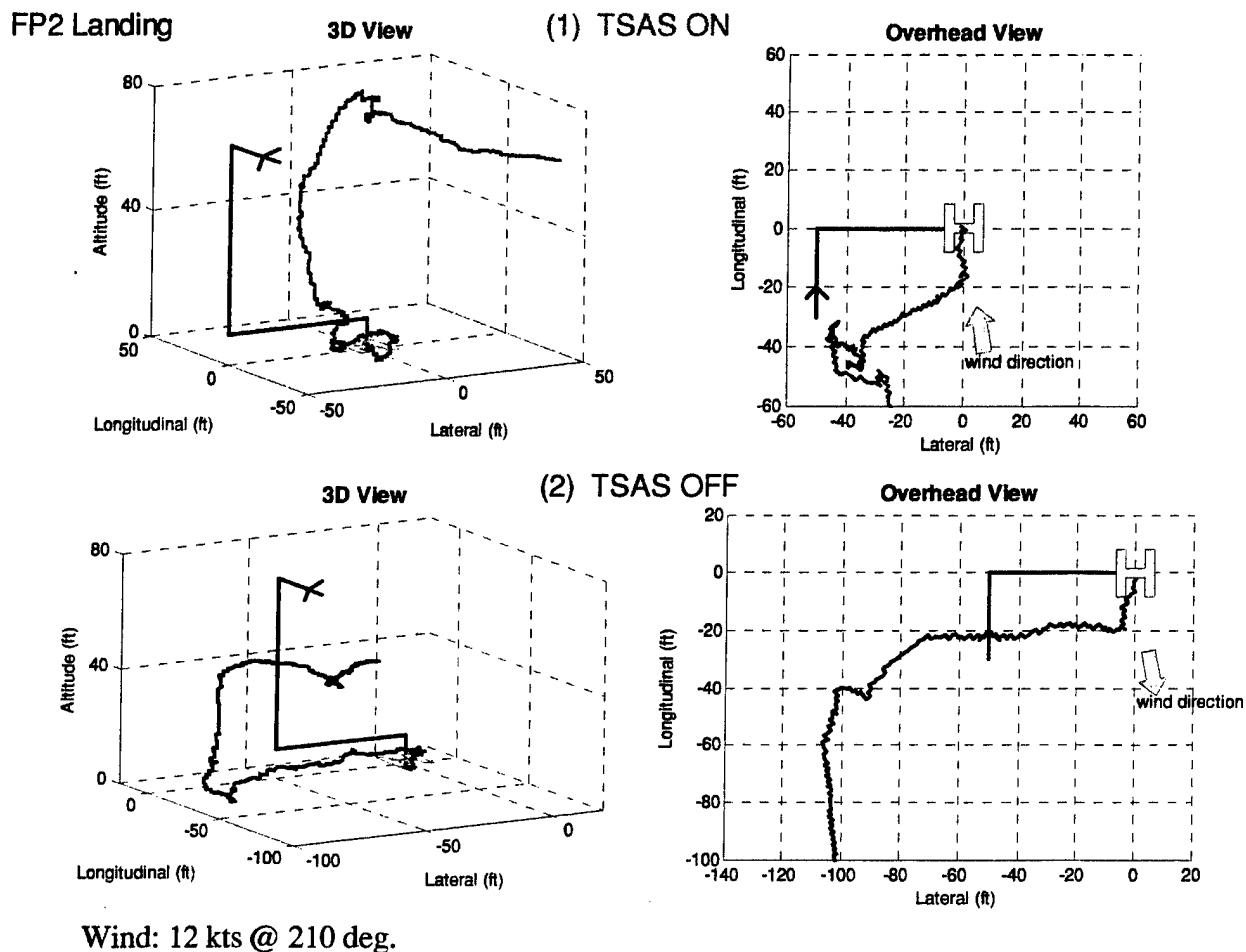 FP2 Landing
(1) TSAS ON
3D View
Overhead View
80
40
0
Altitude (ft)
50
0
-50
Longitudinal (ft)
-50
0
50
Lateral (ft)
60
40
20
0
-20
-40
-60
Longitudinal (ft)
wind direction
-60
-40
-20
0
20
40
60
Lateral (ft)
(2) TSAS OFF
3D View
Overhead View
80
40
0
Altitude (ft)
0
-50
-100
Longitudinal (ft)
-100
-50
0
Lateral (ft)
20
0
-20
-40
-60
-80
-100
Longitudinal (ft)
wind direction
-140
-120
-100
-80
-60
-40
-20
0
20
Lateral (ft)
Wind: 12 kts @ 210 deg.